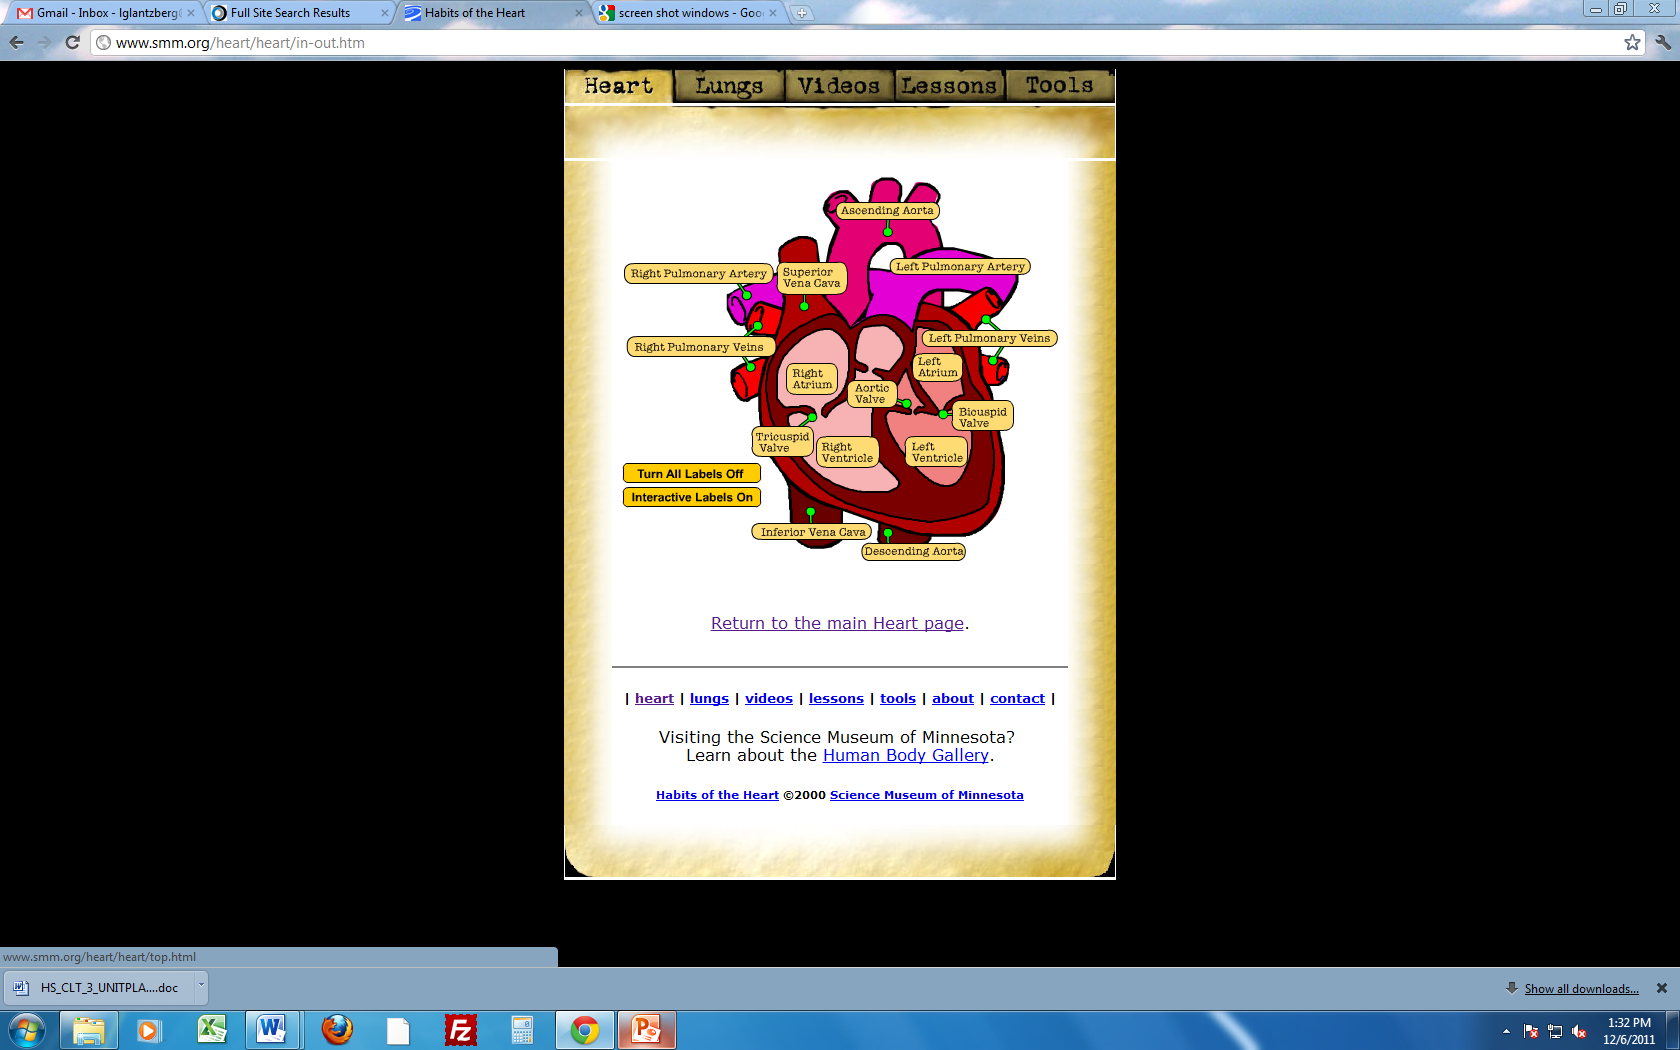 Gmail - Inbox - lglantzberg@
Full Site Search Results
Habits of the Heart
screen shot windows - Goo
www.smm.org/heart/heart/in-out.htm
Heart
Lungs
Videos
Lessons
Tools
Ascending Aorta
Right Pulmonary Artery
Superior
Vena Cava
Left Pulmonary Artery
Right Pulmonary Veins
Left Pulmonary Veins
Right
Atrium
Left
Atrium
Aortic
Valve
Bicuspid
Valve
Tricuspid
Valve
Right
Ventricle
Left
Ventricle
Turn All Labels Off
Interactive Labels On
Inferior Vena Cava
Descending Aorta
Return to the main Heart page.
| heart | lungs | videos | lessons | tools | about | contact |
Visiting the Science Museum of Minnesota?
Learn about the Human Body Gallery.
Habits of the Heart ©2000 Science Museum of Minnesota
www.smm.org/heart/heart/top.html
HS_CLT_3_UNITPLA....doc
Show all downloads...
1:32 PM
12/6/2011